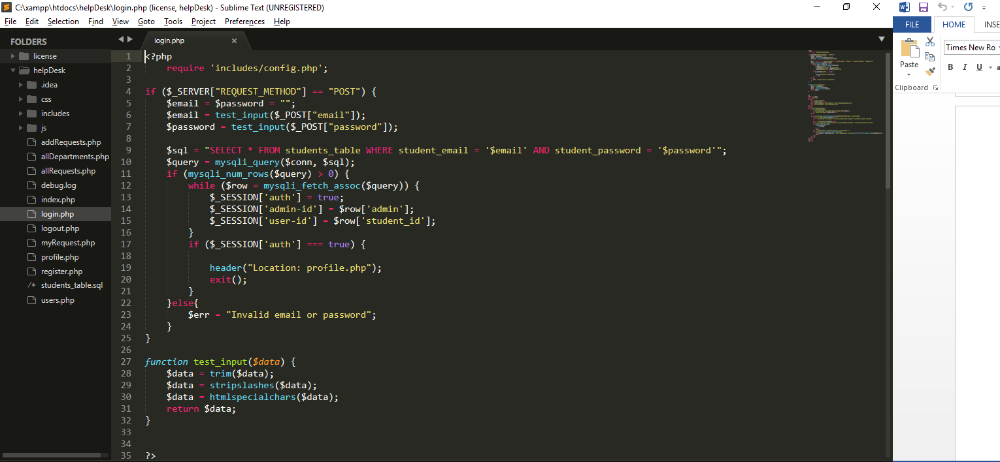 C:\xampp\htdocs\helpDesk\login.php (license, helpDesk) - Sublime Text (UNREGISTERED)
File Edit Selection Find View Goto Tools Project Preferences Help
FOLDERS
license
helpDesk
.idea
css
includes
js
addRequests.php
allDepartments.php
allRequests.php
debug.log
index.php
login.php
logout.php
myRequest.php
profile.php
register.php
/* students_table.sql
users.php
login.php
1 <?php
2 require 'includes/config.php';
3
4 if ($_SERVER["REQUEST_METHOD"] == "POST") {
5 $email = $password = "";
6 $email = test_input($_POST["email"]);
7 $password = test_input($_POST["password"]);
8
9 $sql = "SELECT * FROM students_table WHERE student_email = '$email' AND student_password = '$password'";
10 $query = mysqli_query($conn, $sql);
11 if (mysqli_num_rows($query) > 0) {
12 while ($row = mysqli_fetch_assoc($query)) {
13 $_SESSION['auth'] = true;
14 $_SESSION['admin-id'] = $row['admin'];
15 $_SESSION['user-id'] = $row['student_id'];
16 }
17 if ($_SESSION['auth'] === true) {
18
19 header("Location: profile.php");
20 exit();
21 }
22 }else{
23 $err = "Invalid email or password";
24 }
25 }
26
27 function test_input($data) {
28 $data = trim($data);
29 $data = stripslashes($data);
30 $data = htmlspecialchars($data);
31 return $data;
32 }
33
34
35 ?>
FILE HOME INSE
Times New Ro
Paste
B I U a
Clipboard